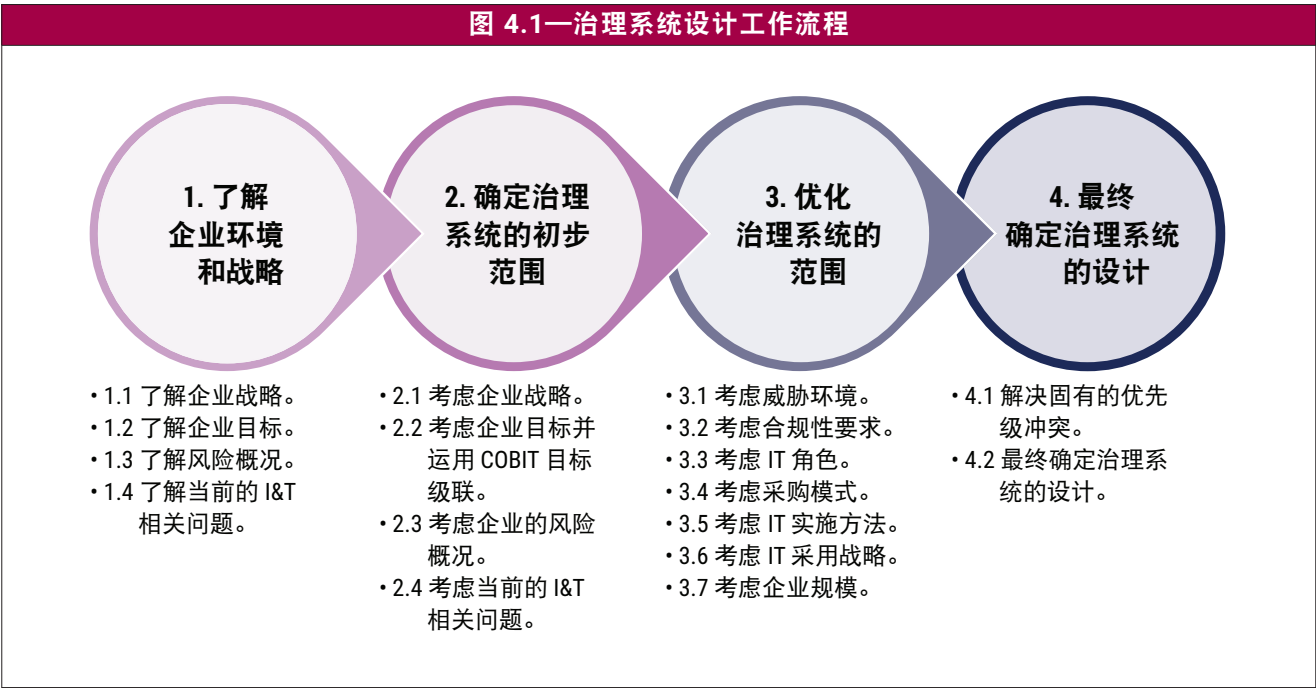 图 4.1—治理系统设计工作流程
1. 了解
企业环境
和战略
2. 确定治理
系统的初步
范围
3. 优化
治理系统的
范围
4. 最终
确定治理系统
的设计
• 1.1 了解企业战略。
• 1.2 了解企业目标。
• 1.3 了解风险概况。
• 1.4 了解当前的 I&T
相关问题。
• 2.1 考虑企业战略。
• 2.2 考虑企业目标并
运用 COBIT 目标
级联。
• 2.3 考虑企业的风险
概况。
• 2.4 考虑当前的 I&T
相关问题。
• 3.1 考虑威胁环境。
• 3.2 考虑合规性要求。
• 3.3 考虑 IT 角色。
• 3.4 考虑采购模式。
• 3.5 考虑 IT 实施方法。
• 3.6 考虑 IT 采用战略。
• 3.7 考虑企业规模。
• 4.1 解决固有的优先
级冲突。
• 4.2 最终确定治理系
统的设计。